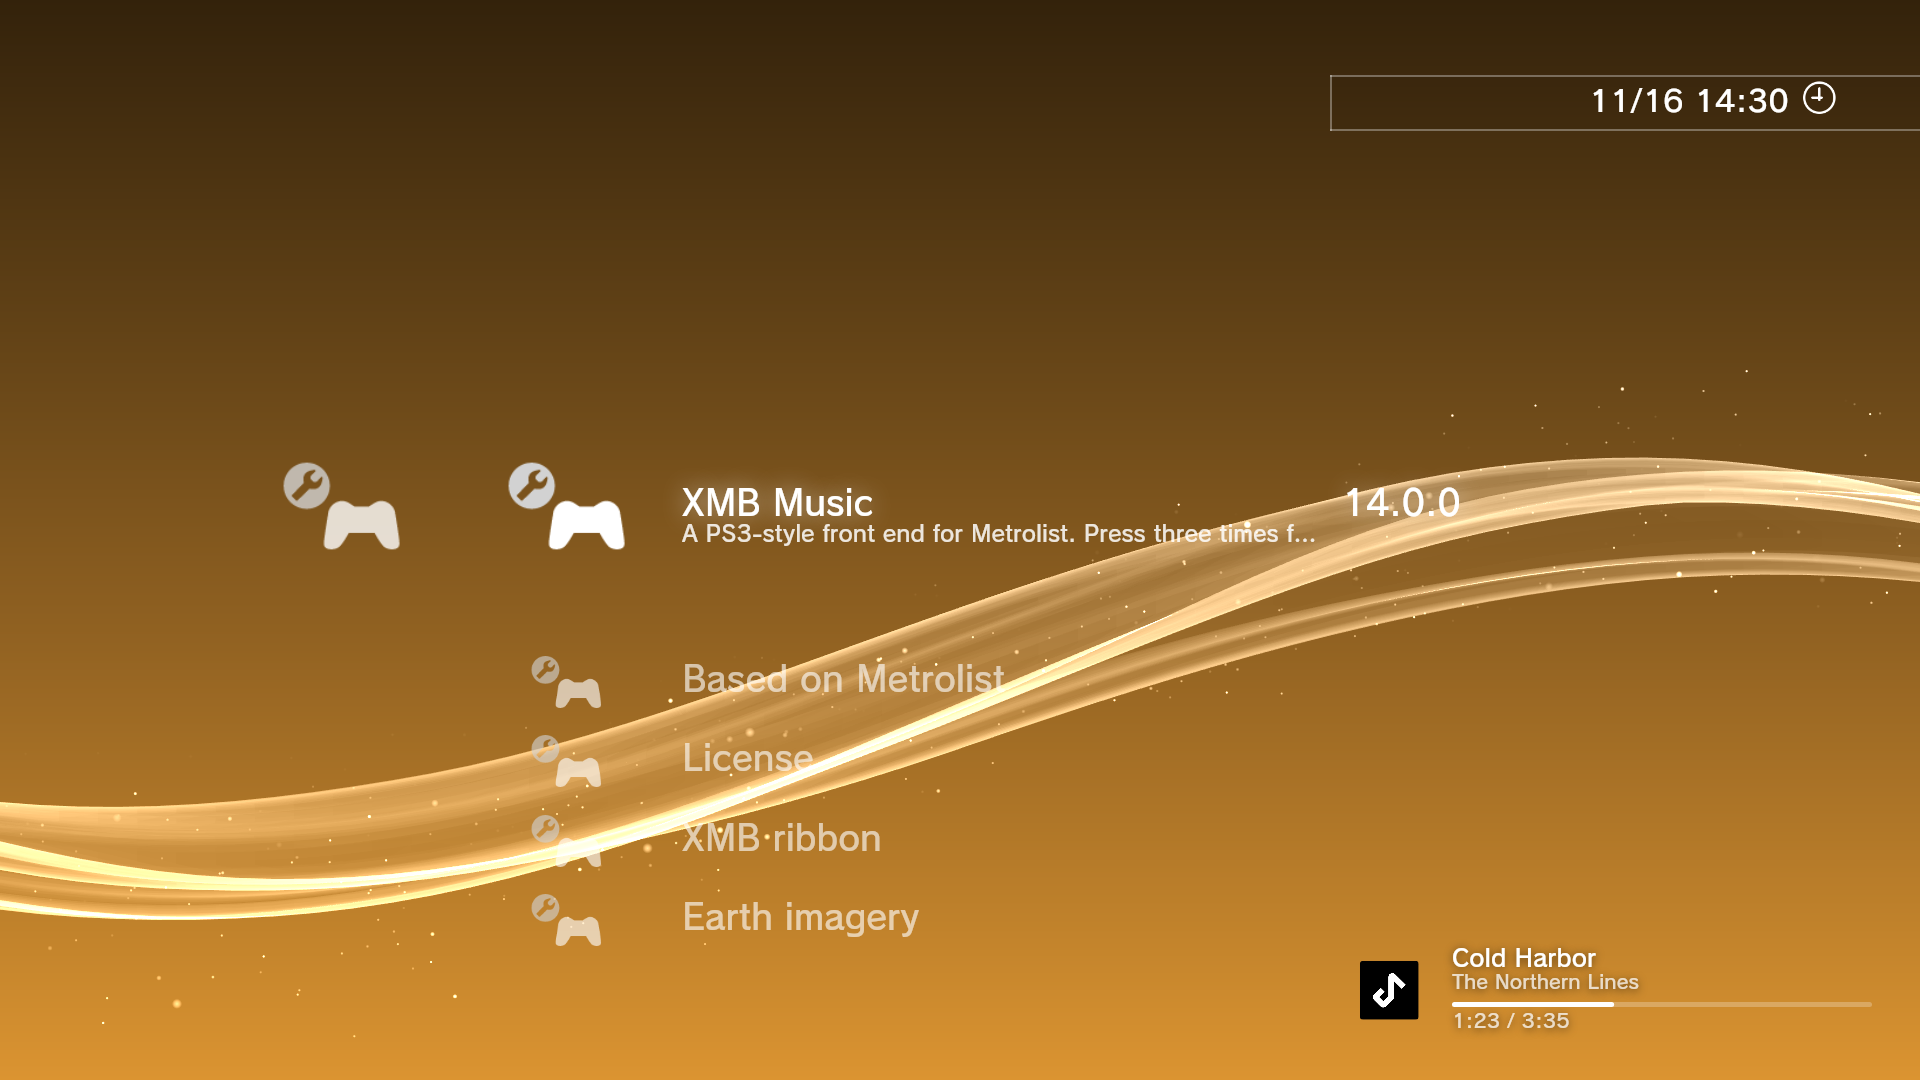 11/16 14:30
XMB Music
14.0.0
A PS3-style front end for Metrolist. Press three times f...
Based on Metrolist
License
XMB ribbon
Earth imagery
Cold Harbor
The Northern Lines
1:23 / 3:35